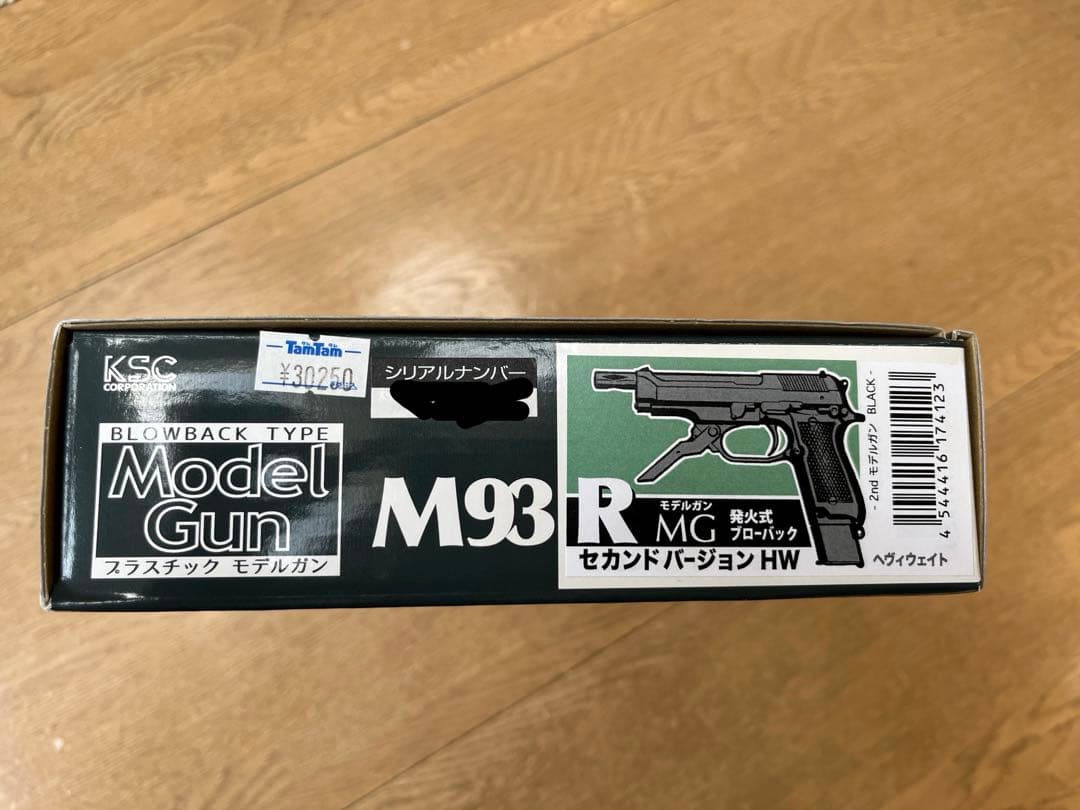 KSC
CORPORATION
TamTam
¥30250
シリアルナンバー
BLOWBACK TYPE
Model
Gun
プラスチック モデルガン
M93R
モデルガン
MG
発火式
ブローバック
セカンドバージョン HW
ヘヴィウェイト
- 2nd モデルガン BLACK -
4 544416 174123